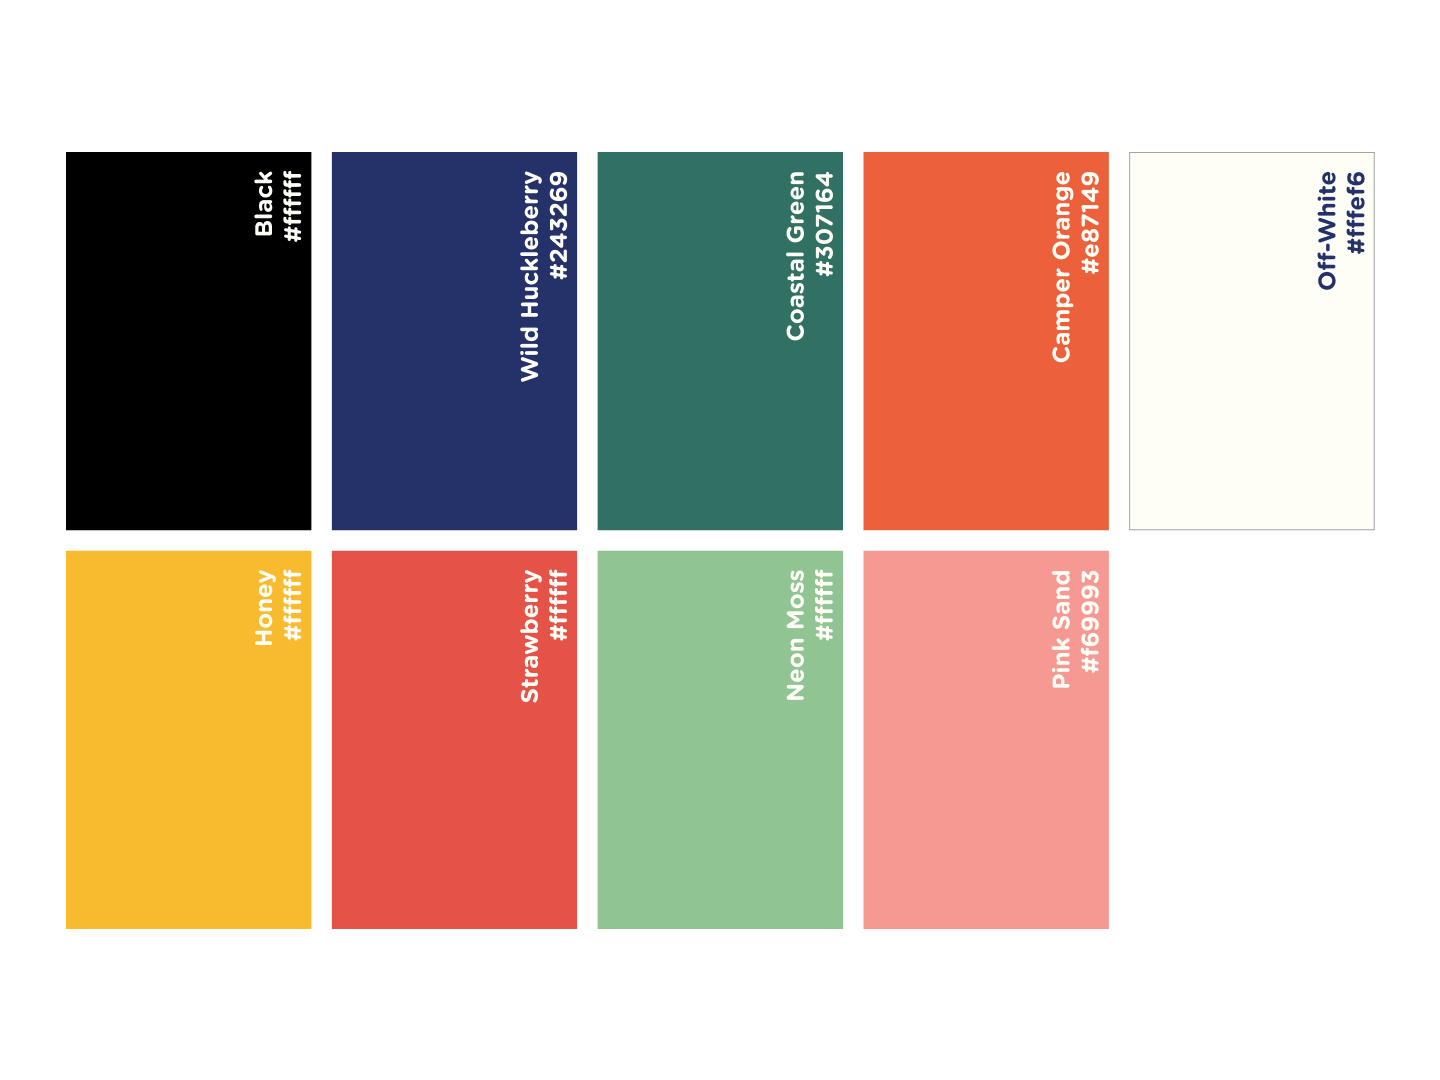 Black
#ffffff
Wild Huckleberry
#243269
Coastal Green
#307164
Camper Orange
#e87149
Off-White
#fffef6
Honey
#ffffff
Strawberry
#ffffff
Neon Moss
#ffffff
Pink Sand
#f69993